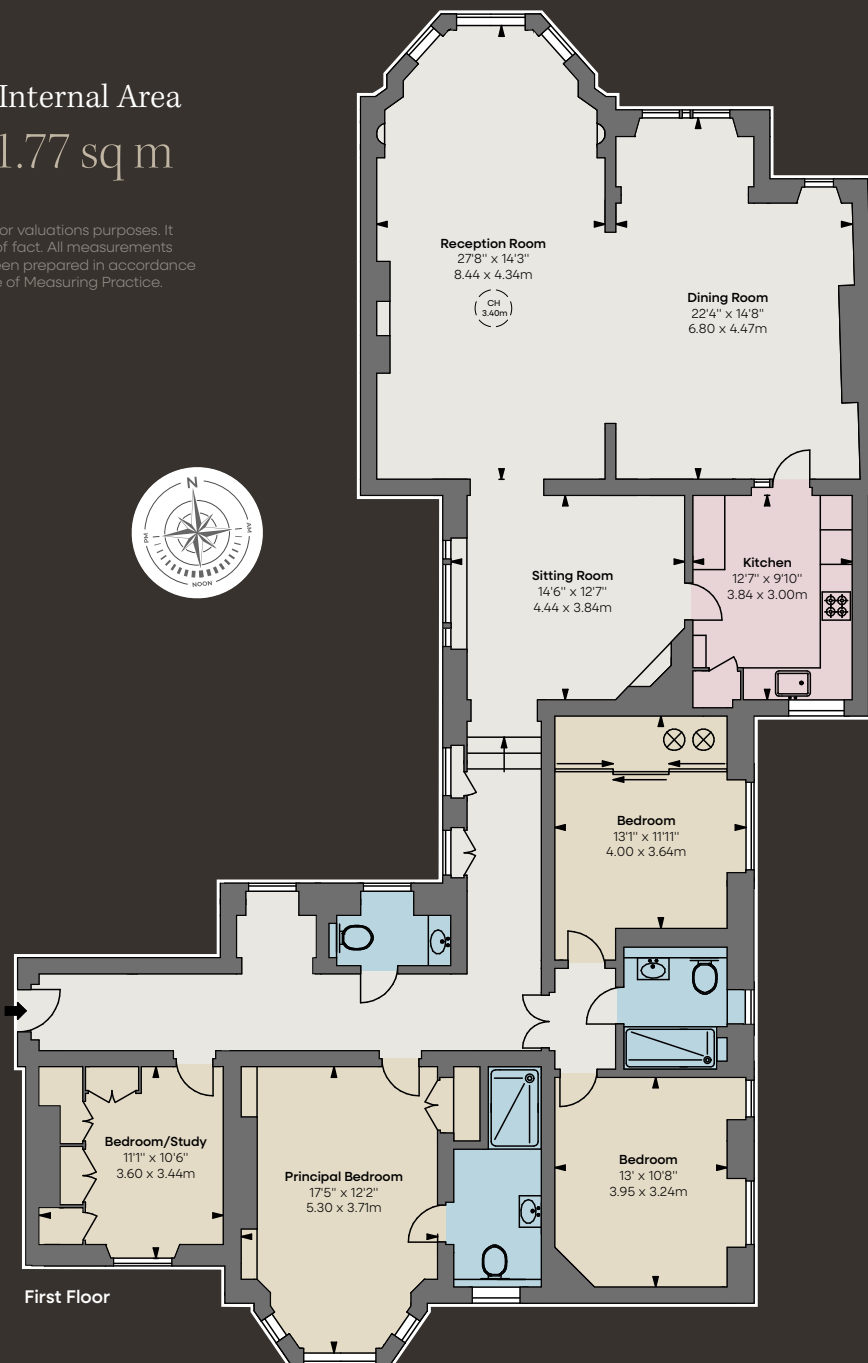 Internal Area
1.77 sq m
or valuations purposes. It
of fact. All measurements
een prepared in accordance
e of Measuring Practice.
Reception Room
27'8" x 14'3"
8.44 x 4.34m
CH
3.40m
Dining Room
22'4" x 14'8"
6.80 x 4.47m
N
PM
AM
NOON
Sitting Room
14'6" x 12'7"
4.44 x 3.84m
Kitchen
12'7" x 9'10"
3.84 x 3.00m
Bedroom
13'1" x 11'11"
4.00 x 3.64m
Bedroom/Study
11'1" x 10'6"
3.60 x 3.44m
Principal Bedroom
17'5" x 12'2"
5.30 x 3.71m
Bedroom
13' x 10'8"
3.95 x 3.24m
First Floor